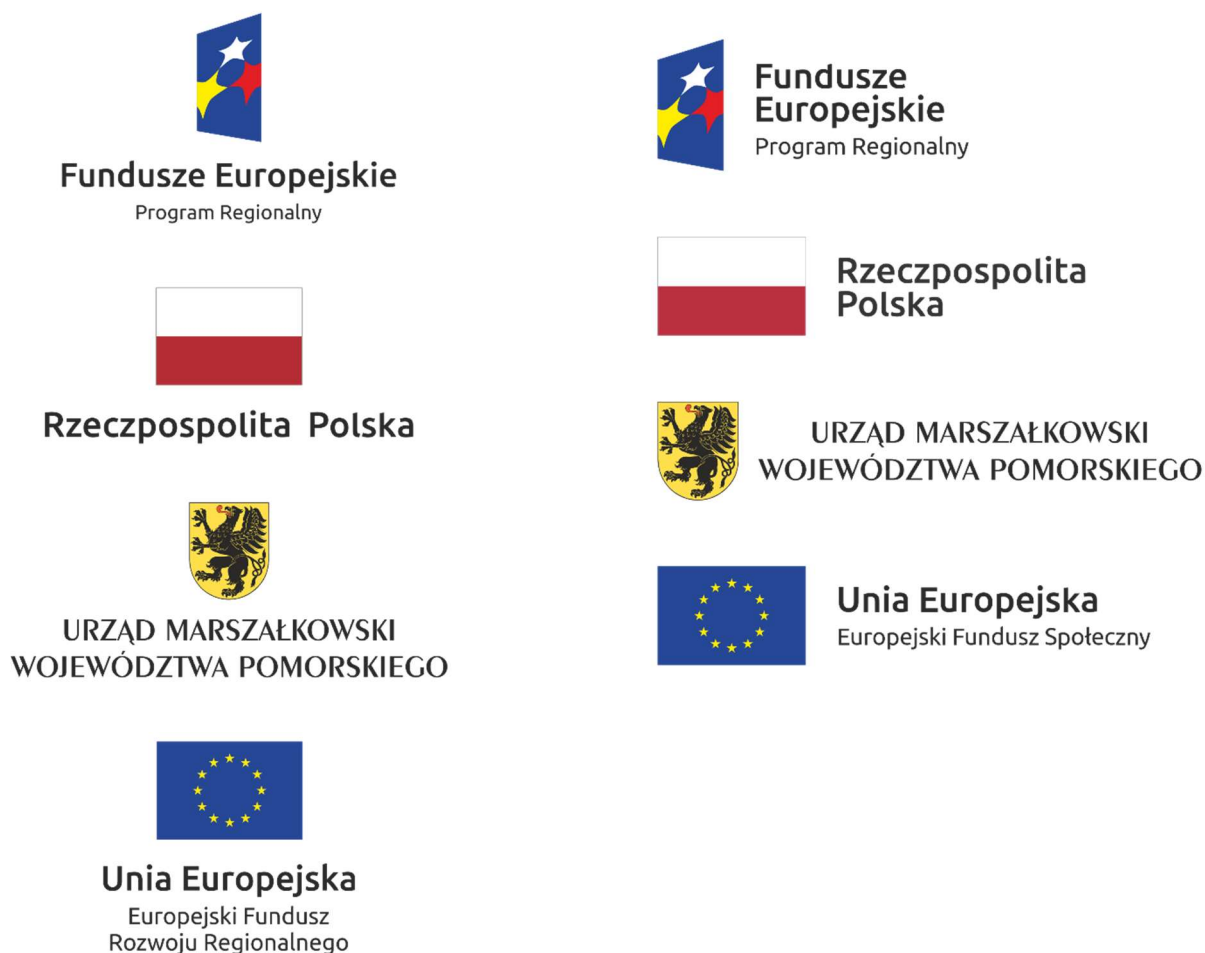 Fundusze Europejskie
Program Regionalny
Rzeczpospolita Polska
URZĄD MARSZAŁKOWSKI
WOJEWÓDZTWA POMORSKIEGO
Unia Europejska
Europejski Fundusz
Rozwoju Regionalnego
Fundusze
Europejskie
Program Regionalny
Rzeczpospolita
Polska
URZĄD MARSZAŁKOWSKI
WOJEWÓDZTWA POMORSKIEGO
Unia Europejska
Europejski Fundusz Społeczny